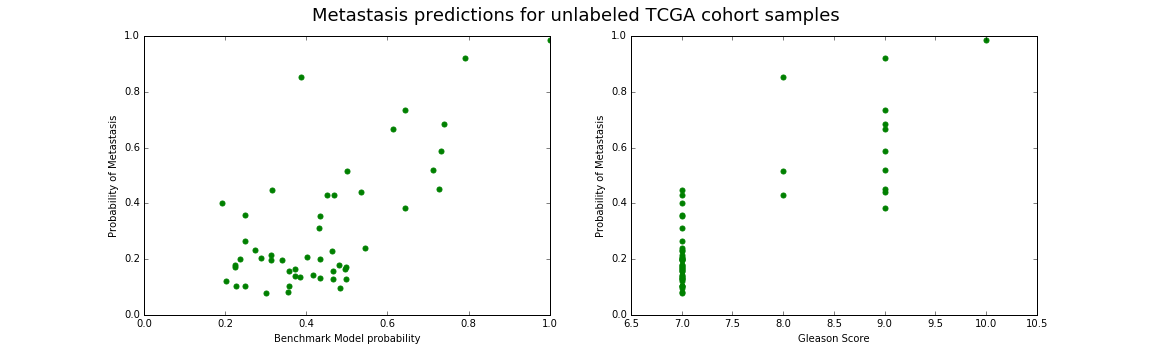 Metastasis predictions for unlabeled TCGA cohort samples
Probability of Metastasis
1.0
0.8
0.6
0.4
0.2
0.0
0.0 0.2 0.4 0.6 0.8 1.0
Benchmark Model probability
Probability of Metastasis
1.0
0.8
0.6
0.4
0.2
0.0
6.5 7.0 7.5 8.0 8.5 9.0 9.5 10.0 10.5
Gleason Score